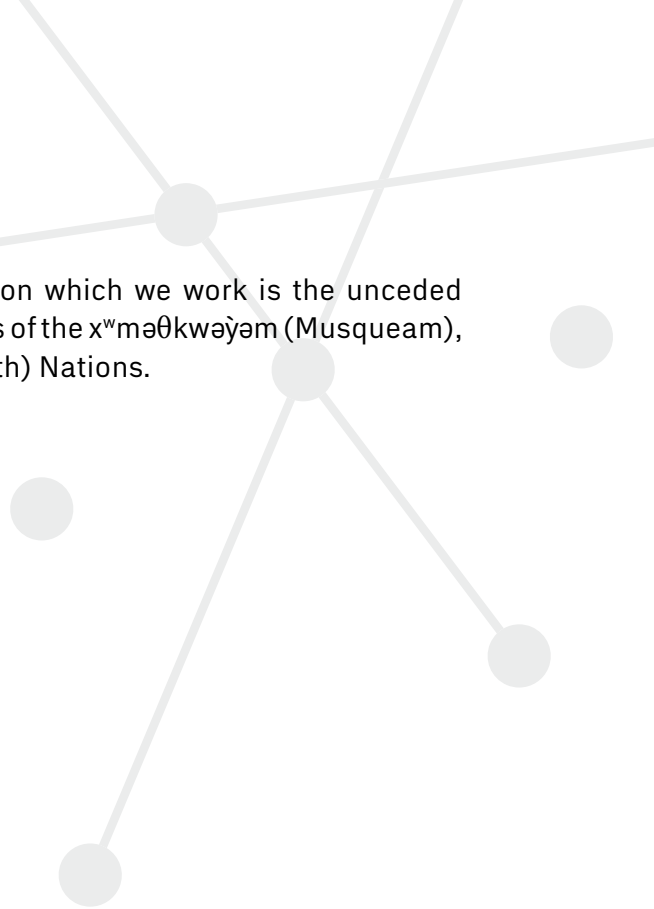 on which we work is the unceded
s of the xʷməθkwəy̓əm (Musqueam),
th) Nations.